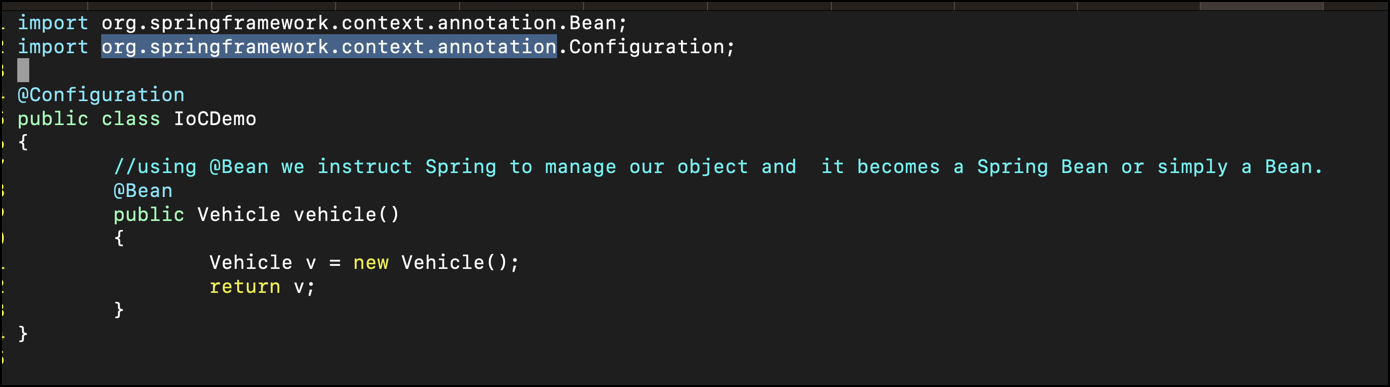 import org.springframework.context.annotation.Bean;
import org.springframework.context.annotation.Configuration;
@Configuration
public class IoCDemo
{
//using @Bean we instruct Spring to manage our object and  it becomes a Spring Bean or simply a Bean.
@Bean
public Vehicle vehicle()
{
Vehicle v = new Vehicle();
return v;
}
}